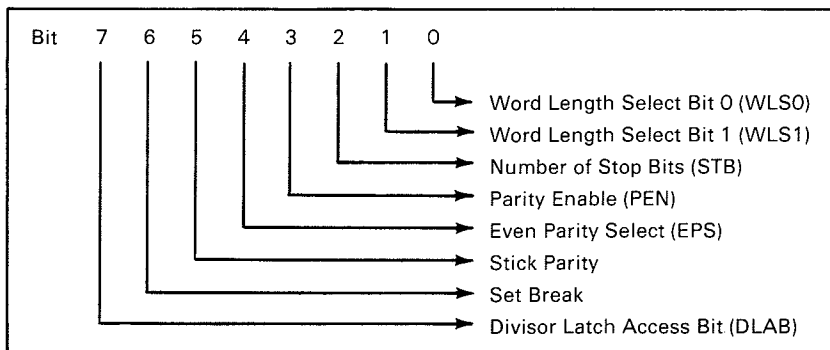 Bit 7 6 5 4 3 2 1 0
Word Length Select Bit 0 (WLS0)
Word Length Select Bit 1 (WLS1)
Number of Stop Bits (STB)
Parity Enable (PEN)
Even Parity Select (EPS)
Stick Parity
Set Break
Divisor Latch Access Bit (DLAB)